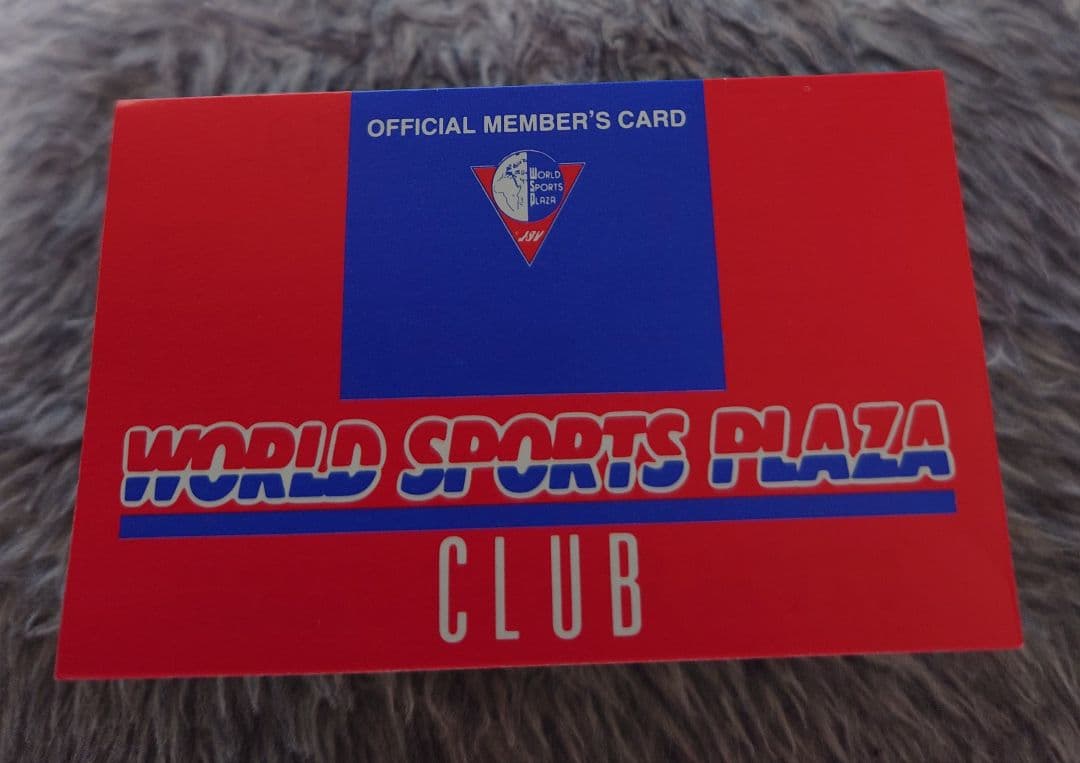 OFFICIAL MEMBER'S CARD
WORLD
SPORTS
PLAZA
WORLD SPORTS PLAZA
CLUB